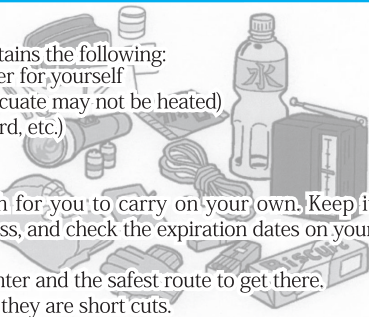 tains the following:
er for yourself
cuate may not be heated)
rd, etc.)
水
n for you to carry on your own. Keep i
ss, and check the expiration dates on your
nter and the safest route to get there.
they are short cuts.
BISCUITS